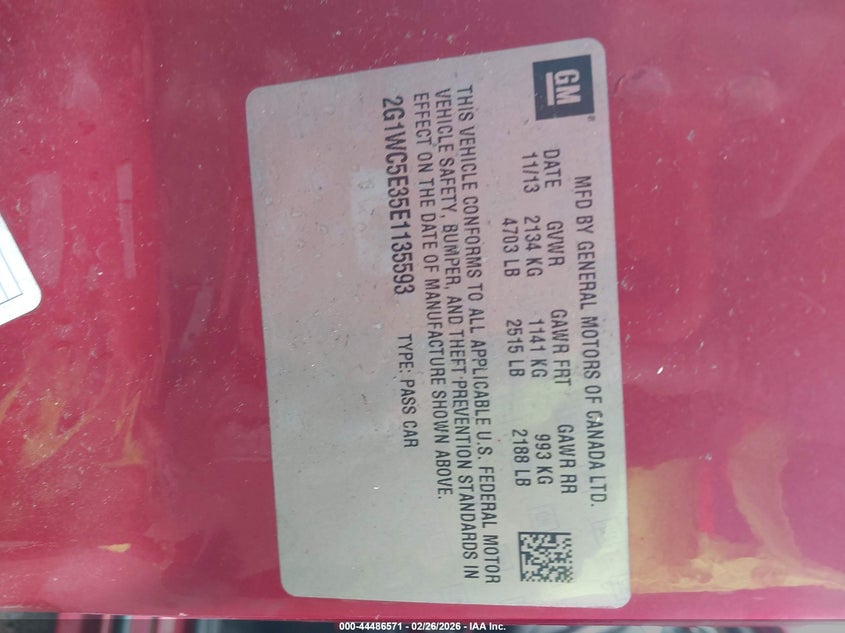 GM
MFD BY GENERAL MOTORS OF CANADA LTD.
DATE GVWR GAWR FRT GAWR RR
11/13 2134 KG 1141 KG 993 KG
4703 LB 2515 LB 2188 LB
THIS VEHICLE CONFORMS TO ALL APPLICABLE U.S. FEDERAL MOTOR
VEHICLE SAFETY, BUMPER, AND THEFT PREVENTION STANDARDS IN
EFFECT ON THE DATE OF MANUFACTURE SHOWN ABOVE.
2G1WC5E35E1135593 TYPE: PASS CAR
000-44486571 - 02/26/2026 - IAA Inc.